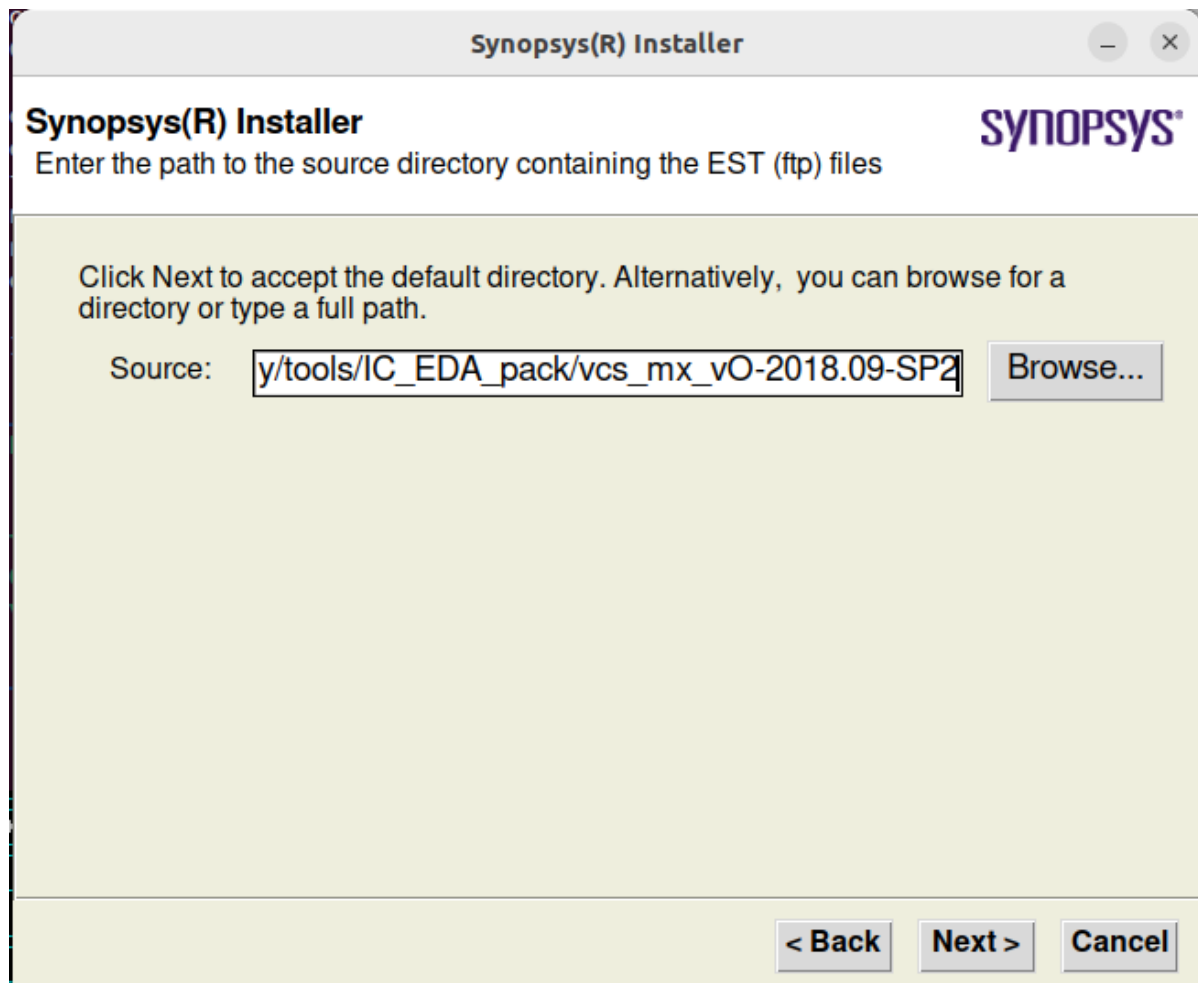 Synopsys(R) Installer
Synopsys(R) Installer
SYNOPSYS®
Enter the path to the source directory containing the EST (ftp) files
Click Next to accept the default directory. Alternatively,  you can browse for a
directory or type a full path.
Source: y/tools/IC_EDA_pack/vcs_mx_vO-2018.09-SP2 Browse...
< Back Next > Cancel